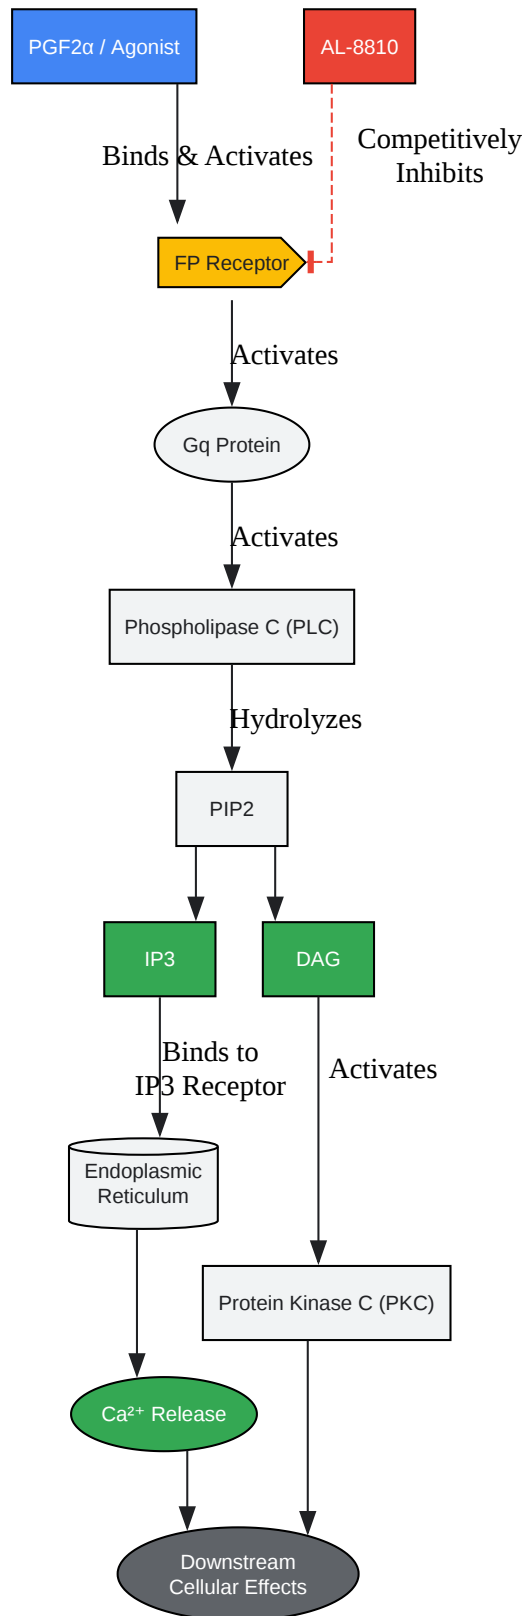 PGF2α / Agonist
AL-8810
Binds & Activates
Competitively
Inhibits
FP Receptor
Activates
Gq Protein
Activates
Phospholipase C (PLC)
Hydrolyzes
PIP2
IP3
DAG
Binds to
IP3 Receptor
Activates
Endoplasmic
Reticulum
Protein Kinase C (PKC)
Ca²⁺ Release
Downstream
Cellular Effects